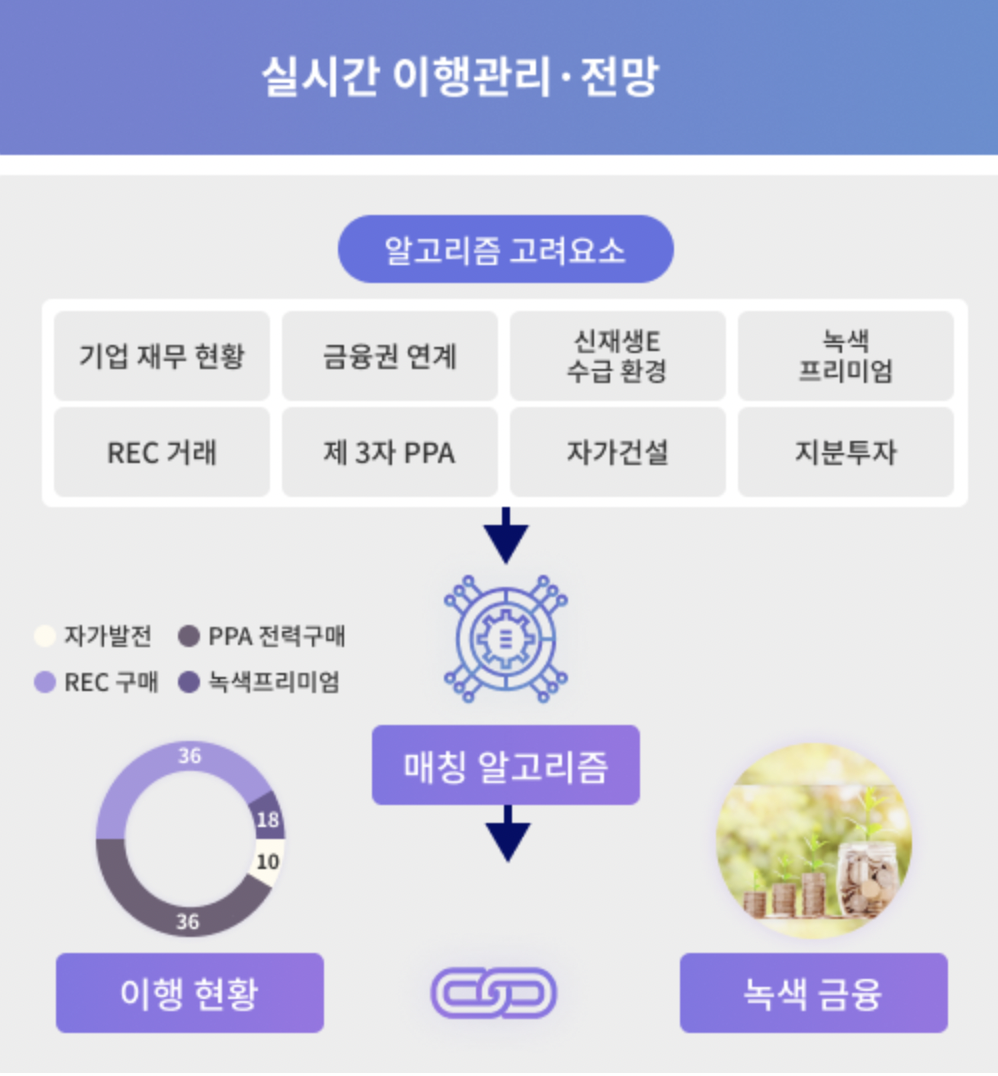 실시간 이행관리·전망
알고리즘 고려요소
기업 재무 현황
금융권 연계
신재생E
수급 환경
녹색
프리미엄
REC 거래
제 3자 PPA
자가건설
지분투자
자가발전
PPA 전력구매
REC 구매
녹색프리미엄
매칭 알고리즘
36
18
10
36
이행 현황
녹색 금융